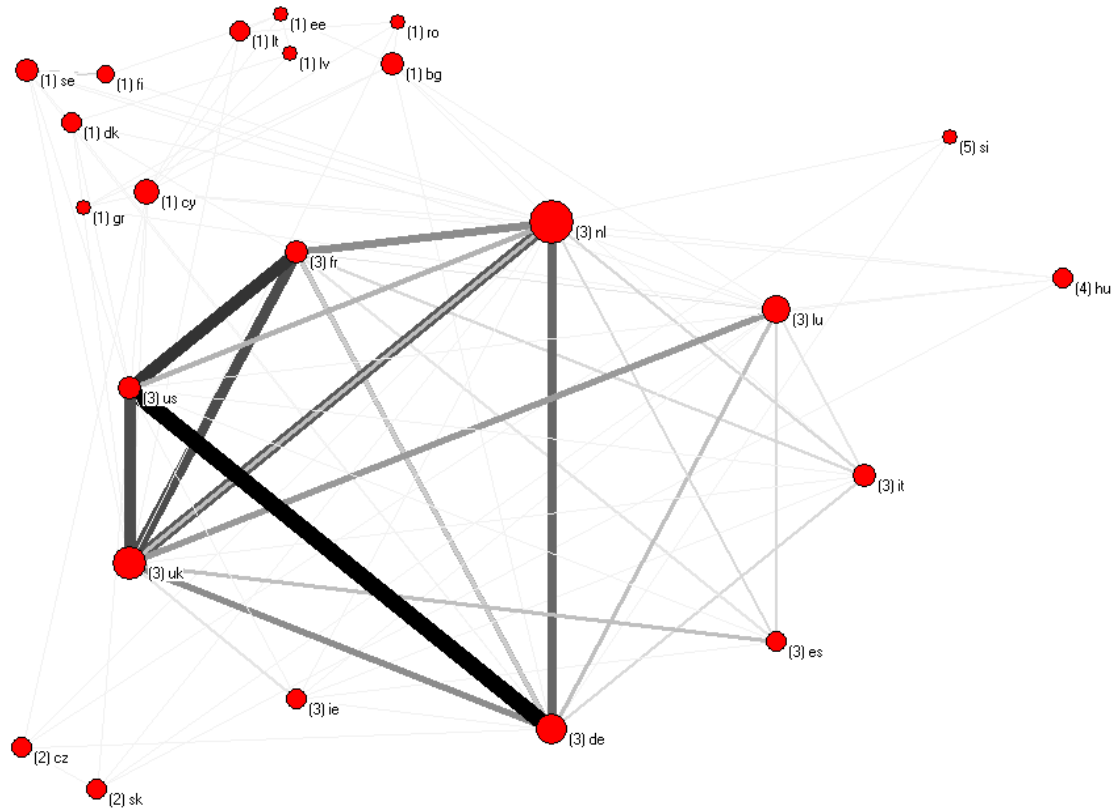 (1) ee
(1) ro
(1) lt
(1) lv
(1) bg
(1) se
(1) fi
(1) dk
(5) si
(1) cy
(1) gr
(3) nl
(3) fr
(4) hu
(3) lu
(3) us
(3) it
(3) uk
(3) es
(3) ie
(3) de
(2) cz
(2) sk